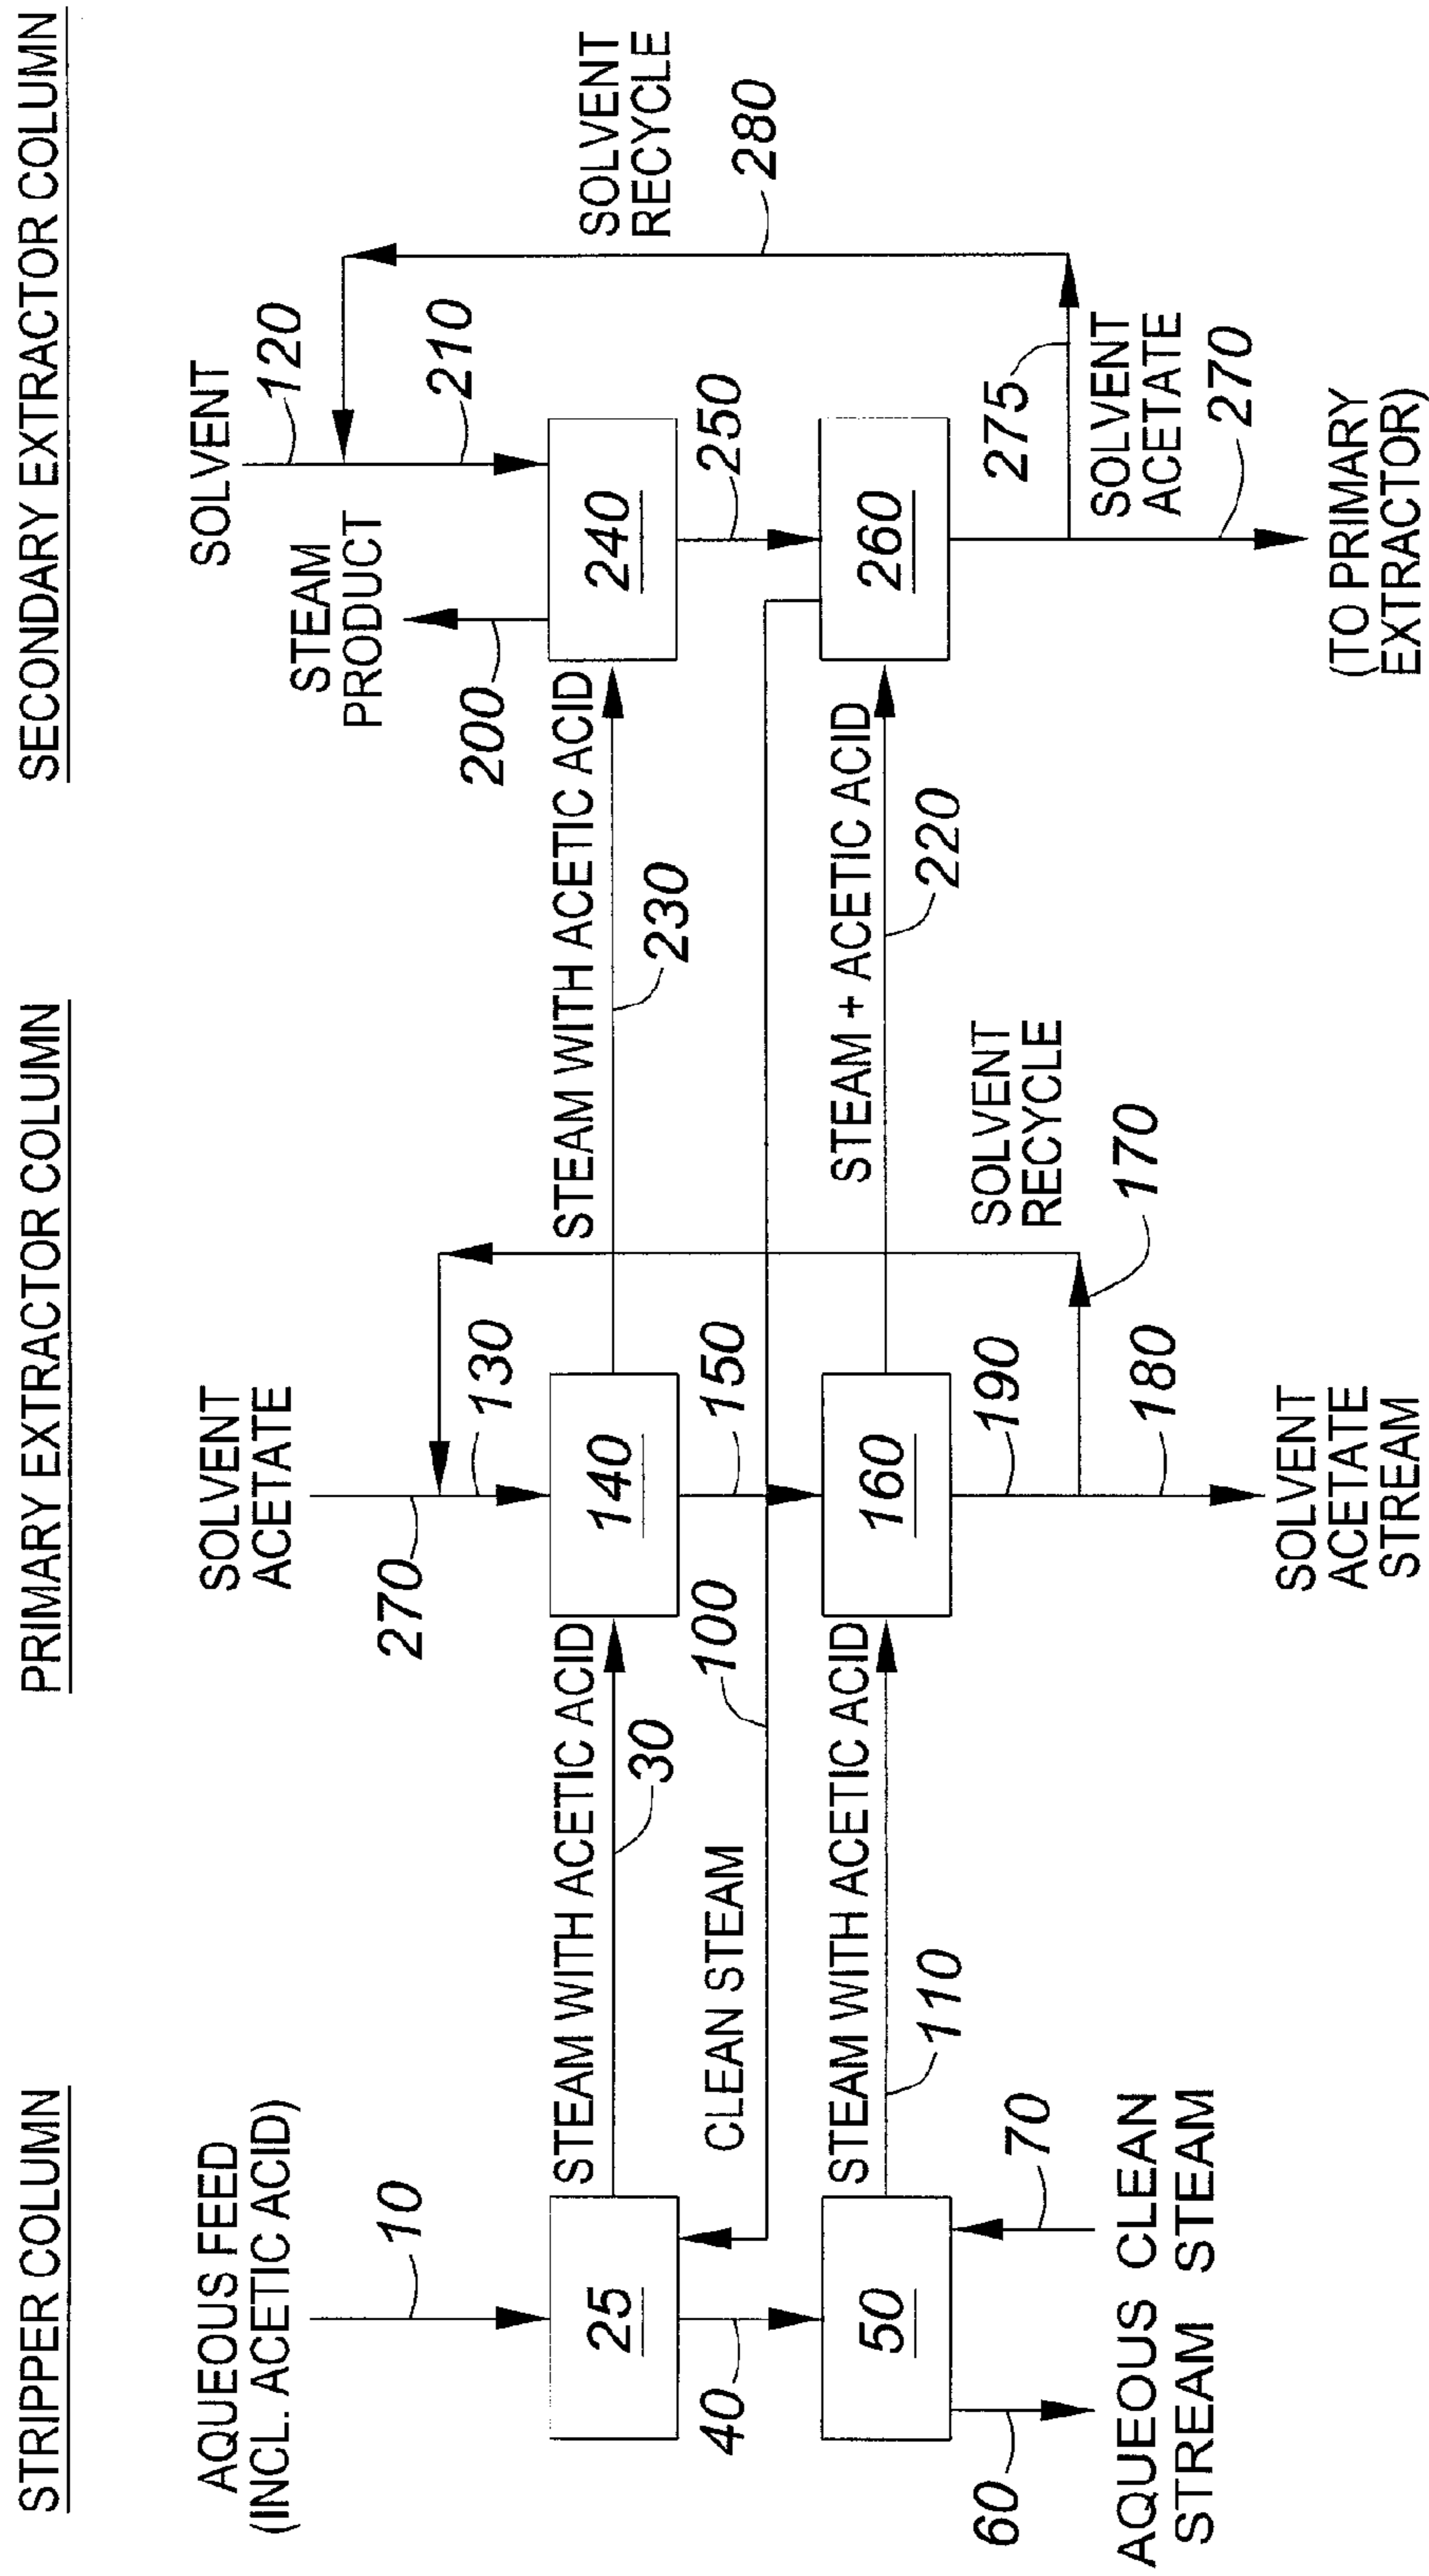 STRIPPER COLUMN
PRIMARY EXTRACTOR COLUMN
SECONDARY EXTRACTOR COLUMN
AQUEOUS FEED
(INCL. ACETIC ACID)
10
SOLVENT
ACETATE
270
130
SOLVENT
120
STEAM
PRODUCT
200
210
STEAM WITH ACETIC ACID
30
STEAM WITH ACETIC ACID
230
SOLVENT
RECYCLE
280
25
140
240
40
CLEAN STEAM
100
150
250
STEAM WITH ACETIC ACID
110
STEAM + ACETIC ACID
220
50
160
260
60
70
AQUEOUS CLEAN
STREAM STEAM
190
SOLVENT
RECYCLE
170
180
SOLVENT
ACETATE
STREAM
275
SOLVENT
ACETATE
270
(TO PRIMARY
EXTRACTOR)